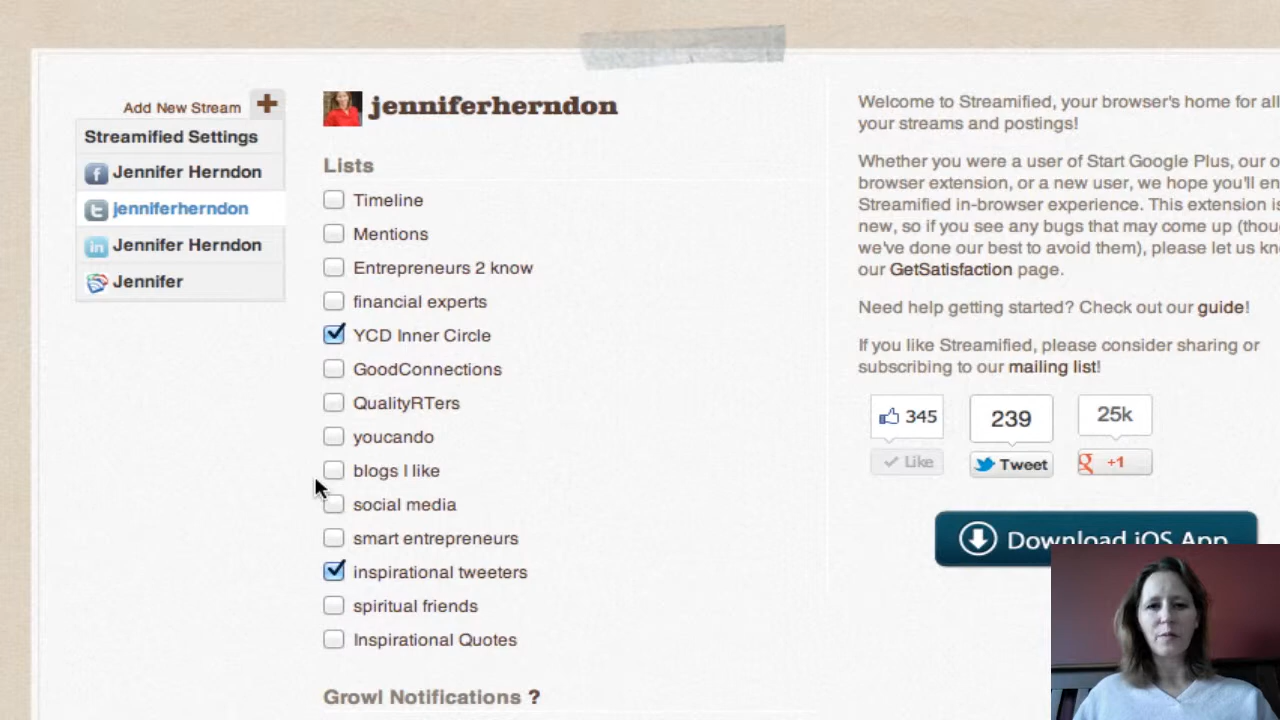 Add New Stream
Streamified Settings
Jennifer Herndon
jenniferherndon
Jennifer Herndon
Jennifer
jenniferherndon
Lists
Timeline
Mentions
Entrepreneurs 2 know
financial experts
YCD Inner Circle
GoodConnections
QualityRTers
youcando
blogs I like
social media
smart entrepreneurs
inspirational tweeters
spiritual friends
Inspirational Quotes
Growl Notifications ?
Welcome to Streamified, your browser's home for all
your streams and postings!
Whether you were a user of Start Google Plus, our o
browser extension, or a new user, we hope you'll en
Streamified in-browser experience. This extension is
new, so if you see any bugs that may come up (thou
we've done our best to avoid them), please let us kn
our GetSatisfaction page.
Need help getting started? Check out our guide!
If you like Streamified, please consider sharing or
subscribing to our mailing list!
345
239
25k
Like
Tweet
+1
Download iOS App